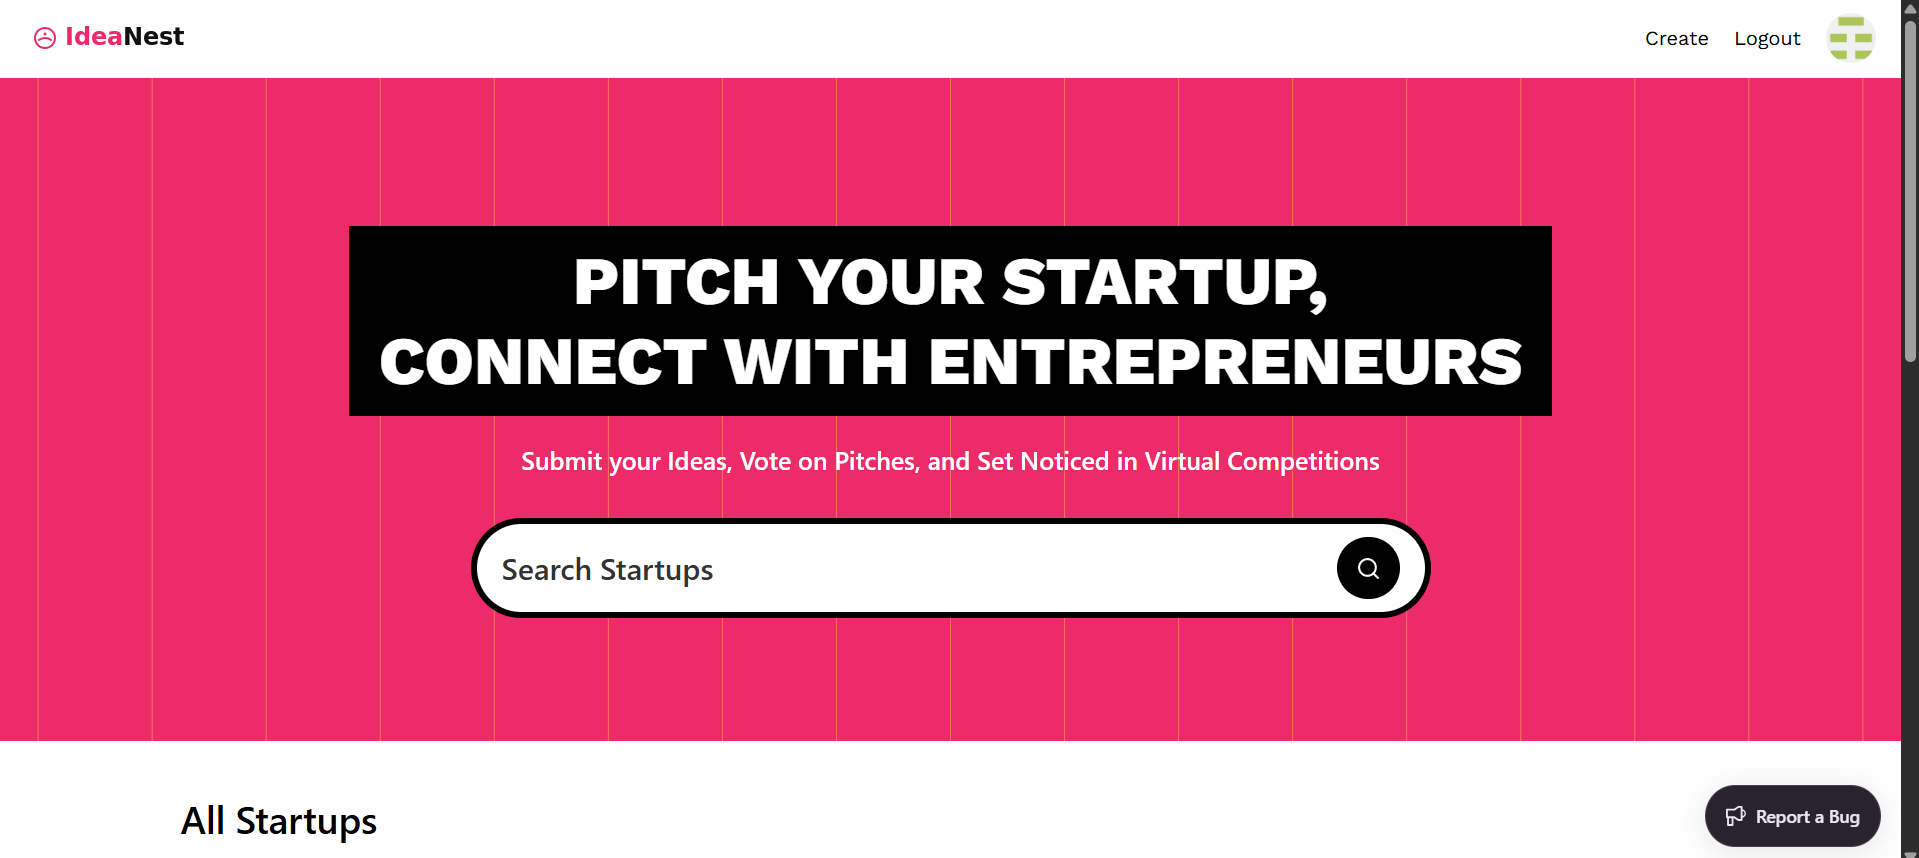 IdeaNest
Create
Logout
PITCH YOUR STARTUP,
CONNECT WITH ENTREPRENEURS
Submit your Ideas, Vote on Pitches, and Set Noticed in Virtual Competitions
Search Startups
All Startups
Report a Bug